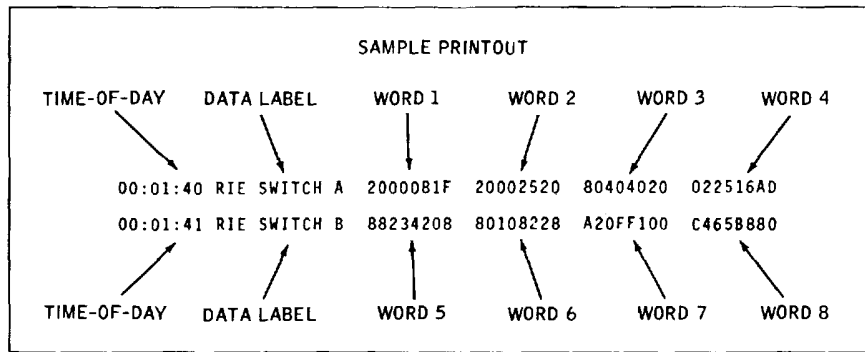 SAMPLE PRINTOUT
TIME-OF-DAY DATA LABEL WORD 1 WORD 2 WORD 3 WORD 4
00:01:40 RIE SWITCH A 2000081F 20002520 80404020 022516AD
00:01:41 RIE SWITCH B 88234208 80108228 A20FF100 C465B880
TIME-OF-DAY DATA LABEL WORD 5 WORD 6 WORD 7 WORD 8